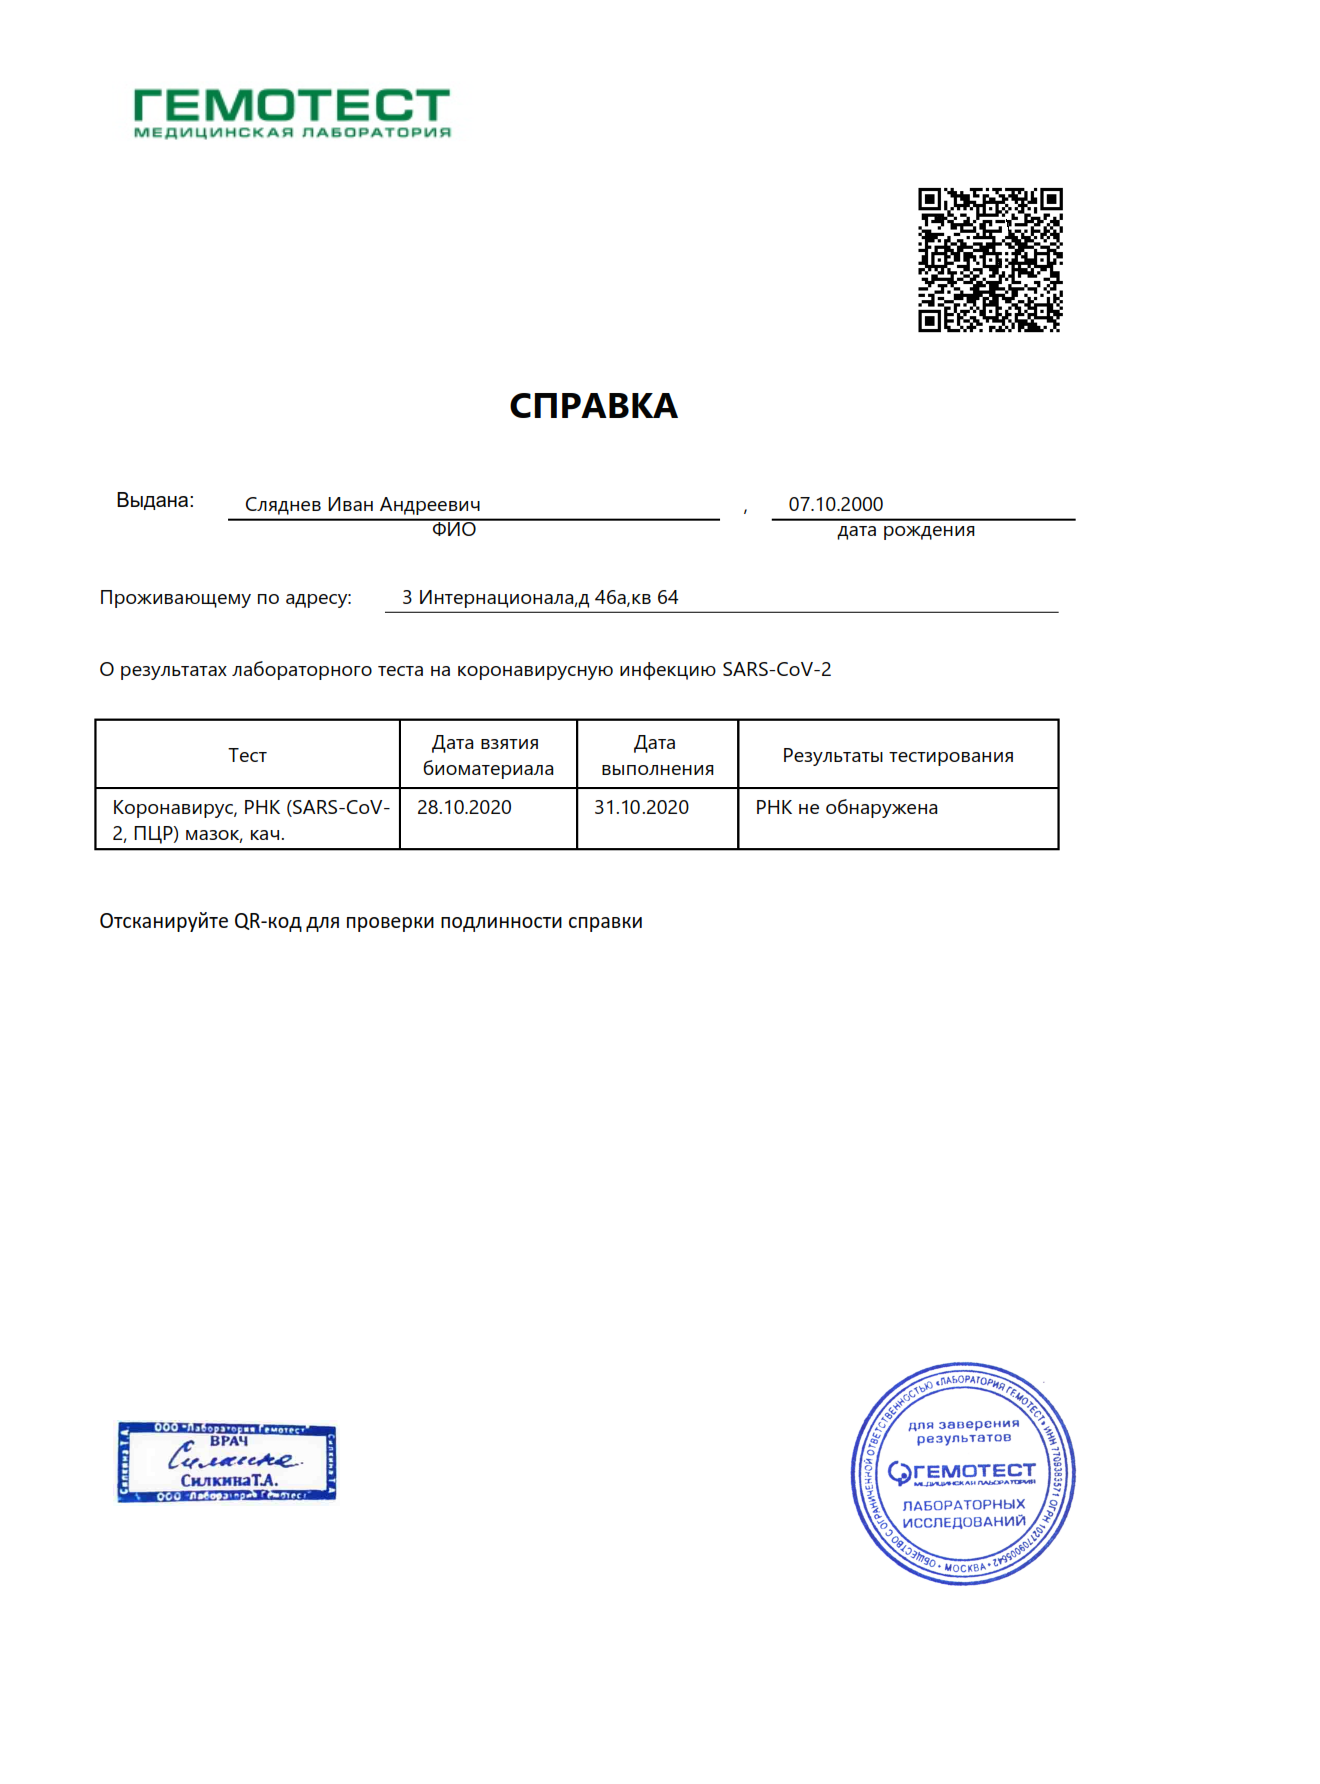 ГЕМОТЕСТ
МЕДИЦИНСКАЯ ЛАБОРАТОРИЯ
СПРАВКА
Выдана: Сляднев Иван Андреевич , 07.10.2000
ФИО дата рождения
Проживающему по адресу: 3 Интернационала,д 46а,кв 64
О результатах лабораторного теста на коронавирусную инфекцию SARS-CoV-2
Тест Дата взятия биоматериала Дата выполнения Результаты тестирования
Коронавирус, РНК (SARS-CoV- 28.10.2020 31.10.2020 РНК не обнаружена
2, ПЦР) мазок, кач.
Отсканируйте QR-код для проверки подлинности справки
ООО "Лаборатория Гемотест"
Силкина Т.А.
ВРАЧ
Силкина
Силкина Т.А.
Силкина Т.А.
ООО "Лаборатория Гемотест"
ОБЩЕСТВО С ОГРАНИЧЕННОЙ ОТВЕТСТВЕННОСТЬЮ «ЛАБОРАТОРИЯ ГЕМОТЕСТ» ИНН 7709383571 ОГРН 1027709005642 • МОСКВА •
для заверения
результатов
ГЕМОТЕСТ
МЕДИЦИНСКАЯ ЛАБОРАТОРИЯ
ЛАБОРАТОРНЫХ
ИССЛЕДОВАНИЙ